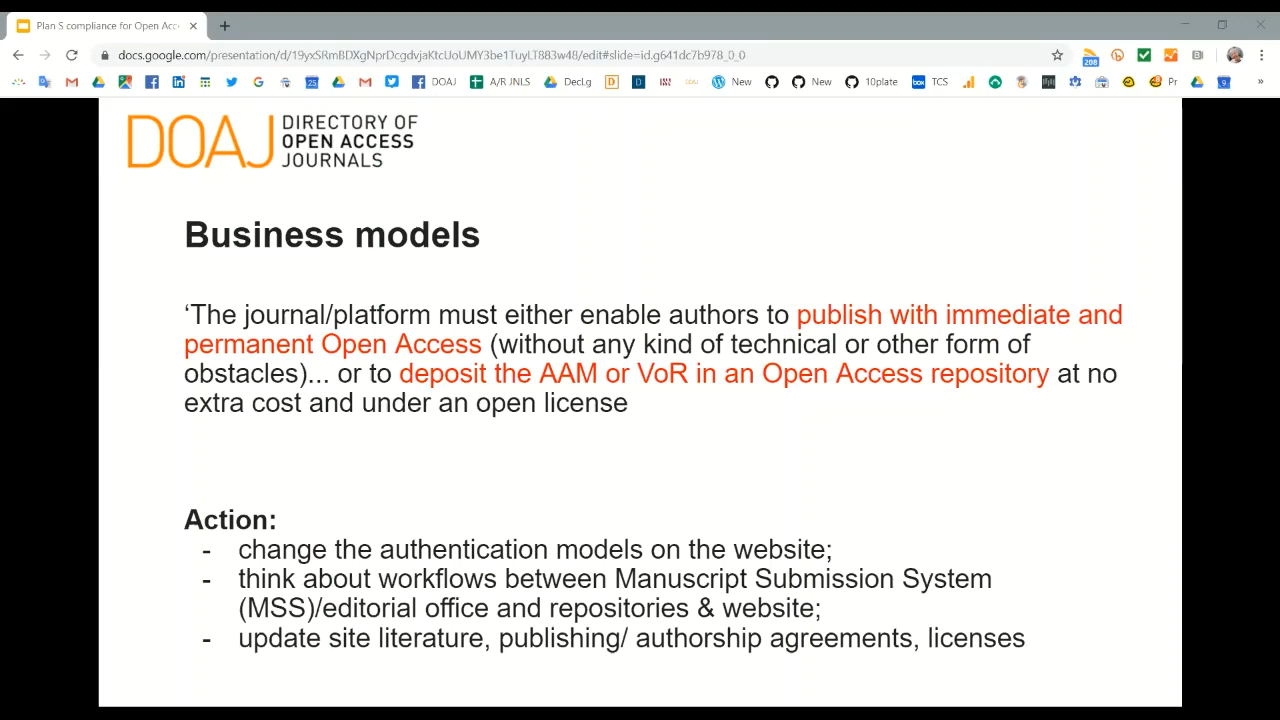 Plan S compliance for Open Acc
docs.google.com/presentation/d/19yxSRmBDXgNprDcgdvjaKtcUoUMY3be1TuyLT883w48/edit#slide=id.g641dc7b978_0_0
208
25
DOAJ
A/R JNLS
DecLg
New
New
10plate
box
TCS
Pr
9
»
DOAJ
DIRECTORY OF
OPEN ACCESS
JOURNALS
Business models
‘The journal/platform must either enable authors to publish with immediate and
permanent Open Access (without any kind of technical or other form of
obstacles)... or to deposit the AAM or VoR in an Open Access repository at no
extra cost and under an open license
Action:
- change the authentication models on the website;
- think about workflows between Manuscript Submission System
(MSS)/editorial office and repositories & website;
- update site literature, publishing/ authorship agreements, licenses